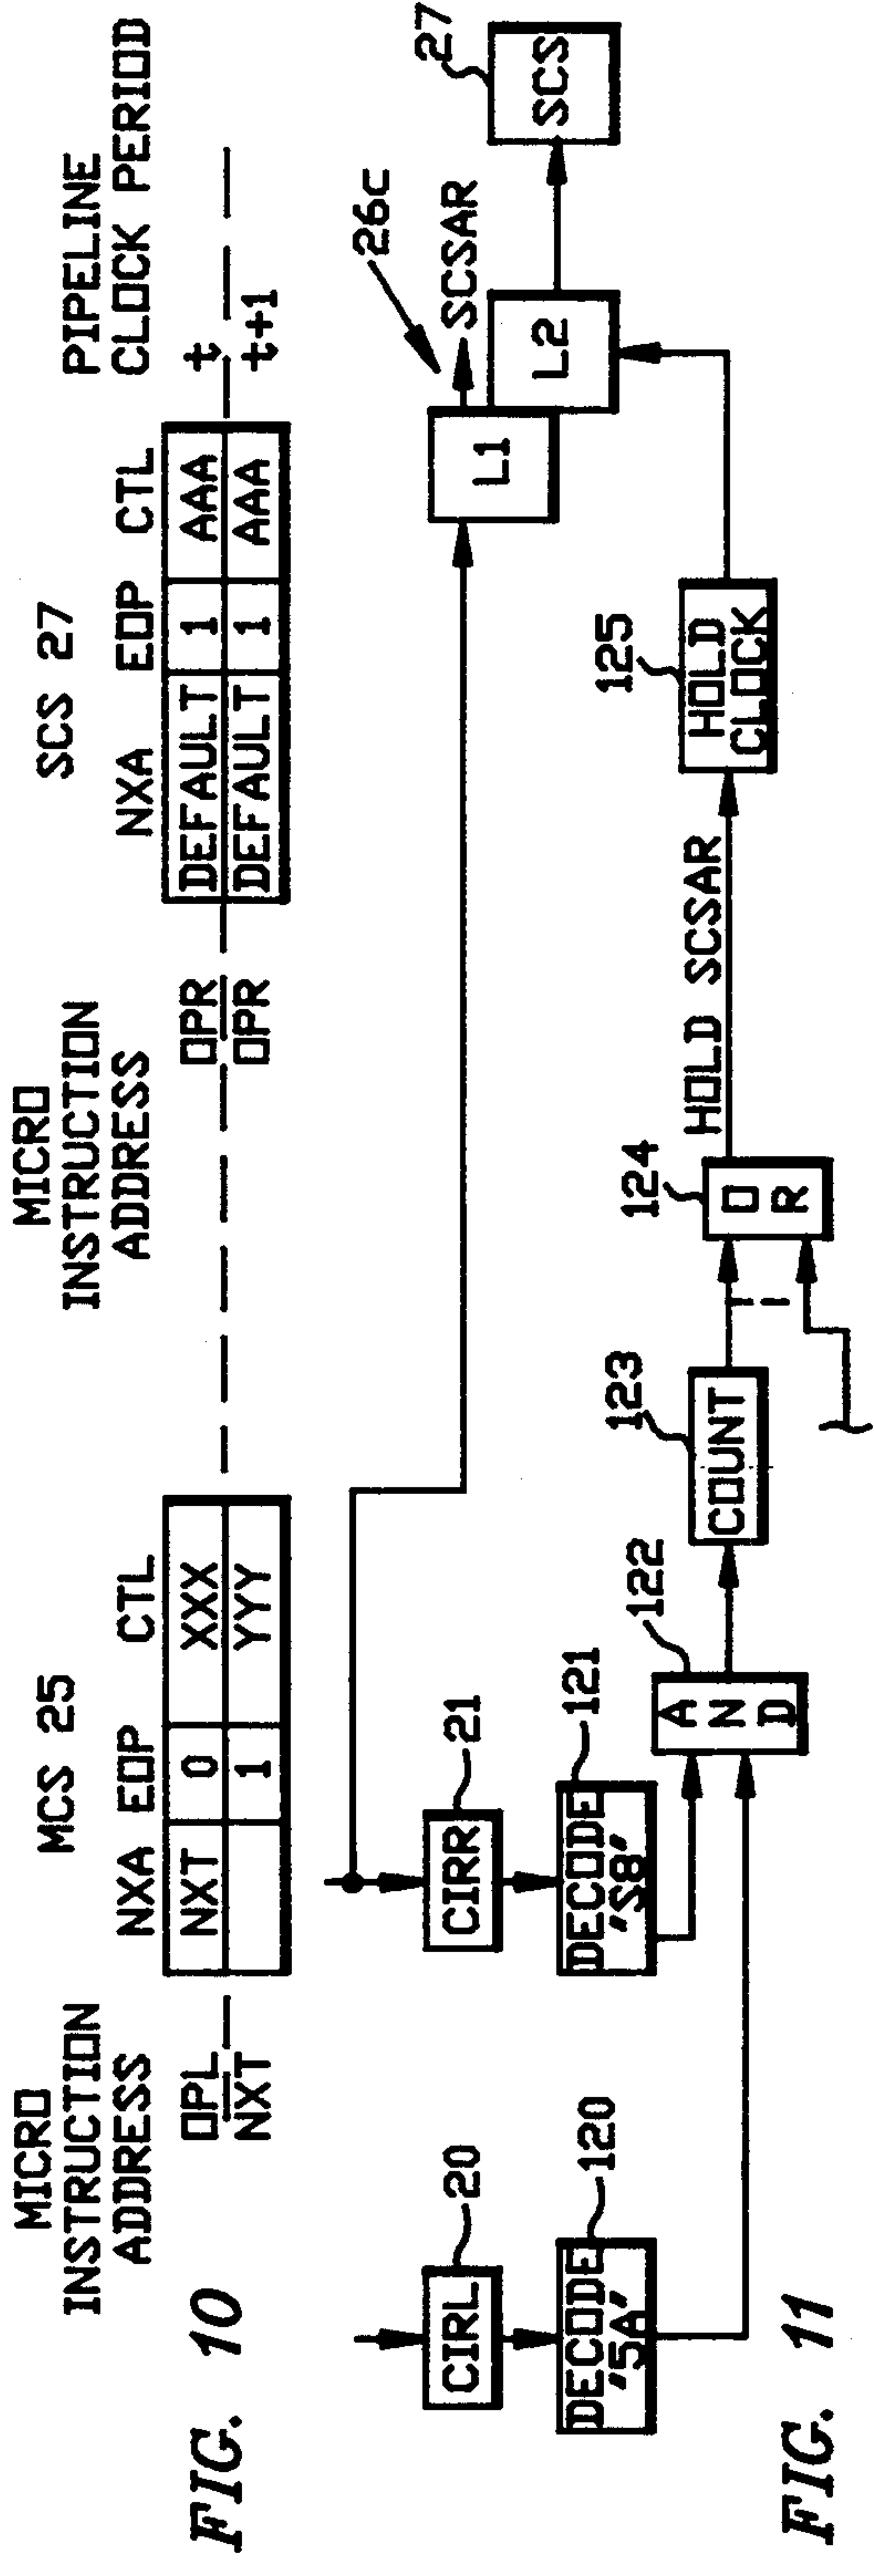 FIG. 10
MICRO
INSTRUCTION
ADDRESS
OPL
NXT
MCS 25
NXA EOP CTL
NXT 0 XXX
1 YYY
MICRO
INSTRUCTION
ADDRESS
OPR
OPR
SCS 27
NXA EOP CTL
DEFAULT 1 AAA
DEFAULT 1 AAA
PIPELINE
CLOCK PERIOD
t
t+1
FIG. 11
CIRL
20
DECODE
'5A'
120
CIRR
21
DECODE
'S8'
121
AND
122
COUNT
123
OR
124
HOLD SCSAR
HOLD
CLOCK
125
L1
L2
SCSAR
26c
SCS
27